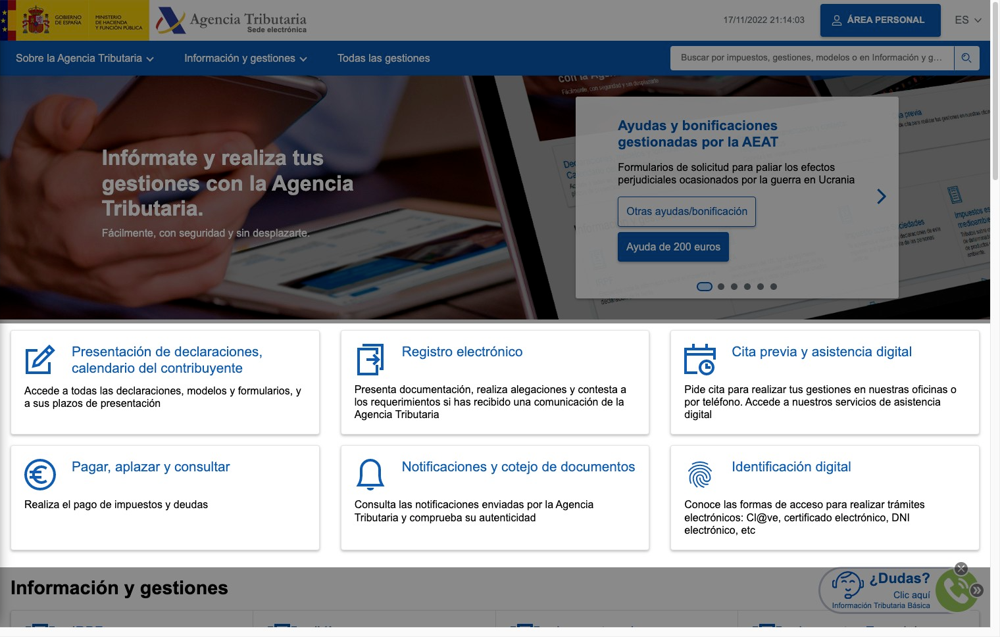 GOBIERNO
DE ESPAÑA
MINISTERIO
DE HACIENDA
Y FUNCIÓN PÚBLICA
Agencia Tributaria
Sede electrónica
17/11/2022 21:14:03
ÁREA PERSONAL
ES
Sobre la Agencia Tributaria
Información y gestiones
Todas las gestiones
Buscar por impuestos, gestiones, modelos o en Información y g...
Infórmate y realiza tus
gestiones con la Agencia
Tributaria.
Fácilmente, con seguridad y sin desplazarte.
Ayudas y bonificaciones
gestionadas por la AEAT
Formularios de solicitud para paliar los efectos
perjudiciales ocasionados por la guerra en Ucrania
Otras ayudas/bonificación
Ayuda de 200 euros
Presentación de declaraciones,
calendario del contribuyente
Accede a todas las declaraciones, modelos y formularios, y
a sus plazos de presentación
Registro electrónico
Presenta documentación, realiza alegaciones y contesta a
los requerimientos si has recibido una comunicación de la
Agencia Tributaria
Cita previa y asistencia digital
Pide cita para realizar tus gestiones en nuestras oficinas o
por teléfono. Accede a nuestros servicios de asistencia
digital
Pagar, aplazar y consultar
Realiza el pago de impuestos y deudas
Notificaciones y cotejo de documentos
Consulta las notificaciones enviadas por la Agencia
Tributaria y comprueba su autenticidad
Identificación digital
Conoce las formas de acceso para realizar trámites
electrónicos: Cl@ve, certificado electrónico, DNI
electrónico, etc
Información y gestiones
¿Dudas?
Clic aquí
Información Tributaria Básica